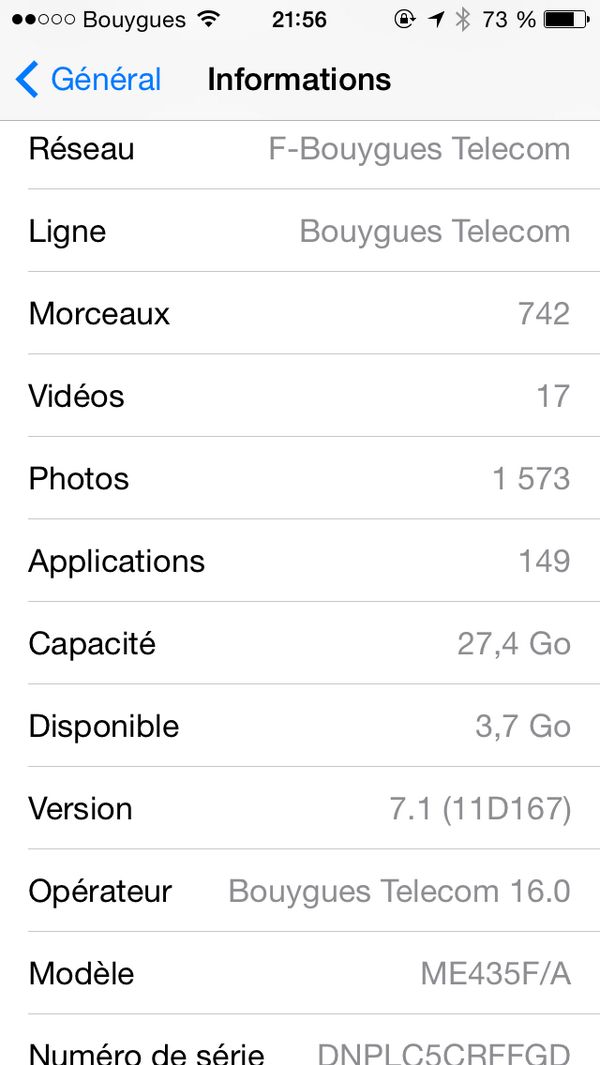 Bouygues 21:56 73 %
Général Informations
Réseau F-Bouygues Telecom
Ligne Bouygues Telecom
Morceaux 742
Vidéos 17
Photos 1 573
Applications 149
Capacité 27,4 Go
Disponible 3,7 Go
Version 7.1 (11D167)
Opérateur Bouygues Telecom 16.0
Modèle ME435F/A
Numéro de série DNPLC5CRFFGD